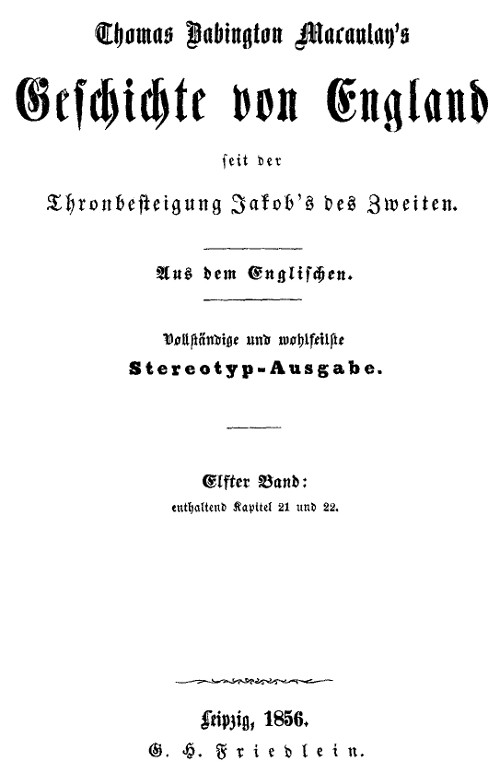 Thomas Babington Macaulay's
Geschichte von England
seit der
Thronbesteigung Jakob's des Zweiten.
Aus dem Englischen.
Vollständige und wohlfeilste
Stereotyp-Ausgabe.
Elfter Band:
enthaltend Kapitel 21 und 22.
Leipzig, 1856.
G. H. Friedlein.